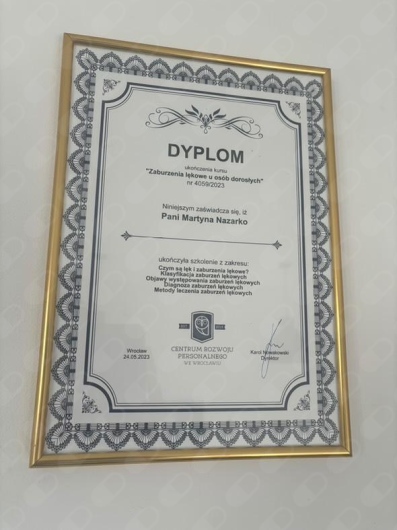 DYPLOM
ukończenia kursu
"Zaburzenia lękowe u osób dorosłych"
nr 4059/2023
Niniejszym zaświadcza się, iż
Pani Martyna Nazarko
ukończyła szkolenie z zakresu:
Czym są lęk i zaburzenia lękowe?
Klasyfikacja zaburzeń lękowych
Objawy występowania zaburzeń lękowych
Diagnoza zaburzeń lękowych
Metody leczenia zaburzeń lękowych
Wrocław
24.05.2023
CENTRUM ROZWOJU
PERSONALNEGO
WE WROCŁAWIU
Karol Nowakowski
Dyrektor